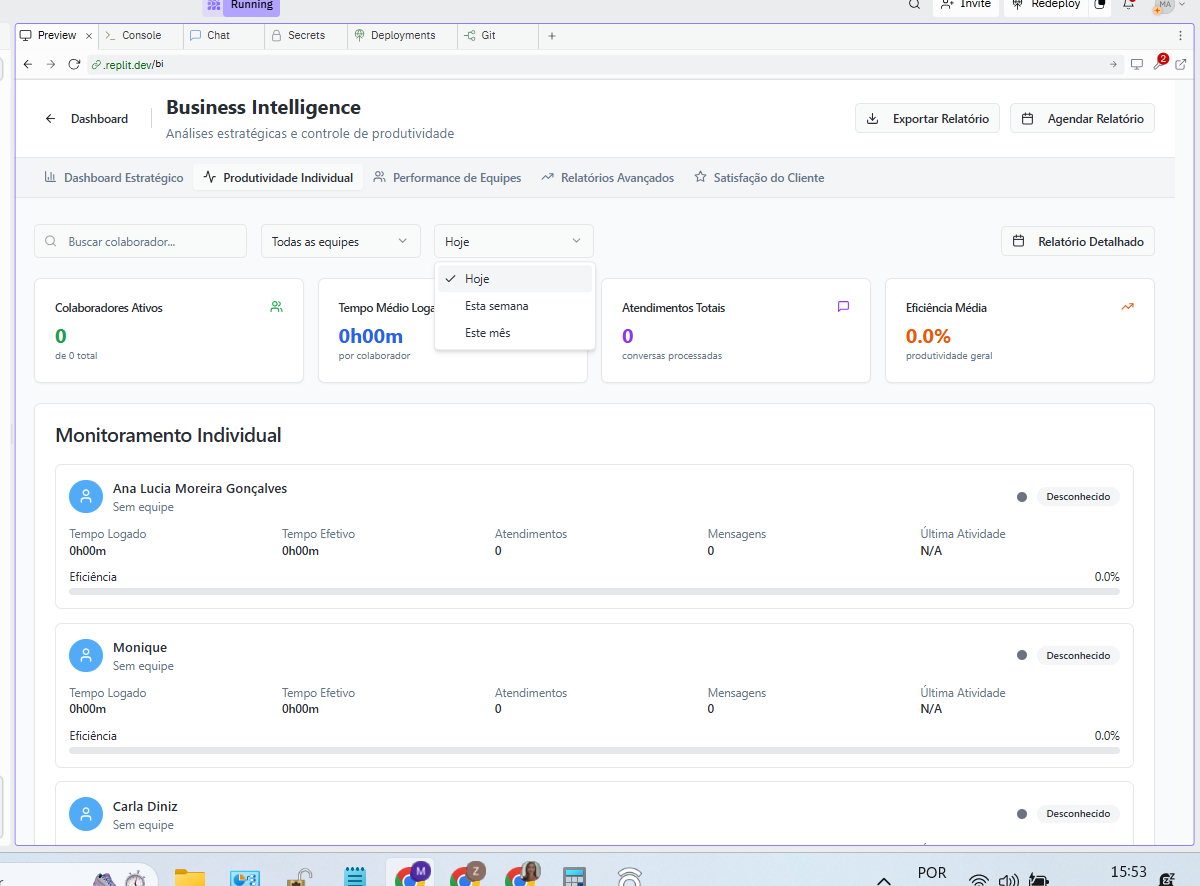 Running
Invite
Redeploy
MA
Preview
Console
Chat
Secrets
Deployments
Git
.replit.dev/bi
2
Dashboard
Business Intelligence
Análises estratégicas e controle de produtividade
Exportar Relatório
Agendar Relatório
Dashboard Estratégico
Produtividade Individual
Performance de Equipes
Relatórios Avançados
Satisfação do Cliente
Buscar colaborador...
Todas as equipes
Hoje
Relatório Detalhado
Hoje
Esta semana
Este mês
Colaboradores Ativos
0
de 0 total
Tempo Médio Loga
0h00m
por colaborador
Atendimentos Totais
0
conversas processadas
Eficiência Média
0.0%
produtividade geral
Monitoramento Individual
Ana Lucia Moreira Gonçalves
Sem equipe
Desconhecido
Tempo Logado
0h00m
Tempo Efetivo
0h00m
Atendimentos
0
Mensagens
0
Última Atividade
N/A
Eficiência
0.0%
Monique
Sem equipe
Desconhecido
Tempo Logado
0h00m
Tempo Efetivo
0h00m
Atendimentos
0
Mensagens
0
Última Atividade
N/A
Eficiência
0.0%
Carla Diniz
Sem equipe
Desconhecido
M
Z
POR
15:53